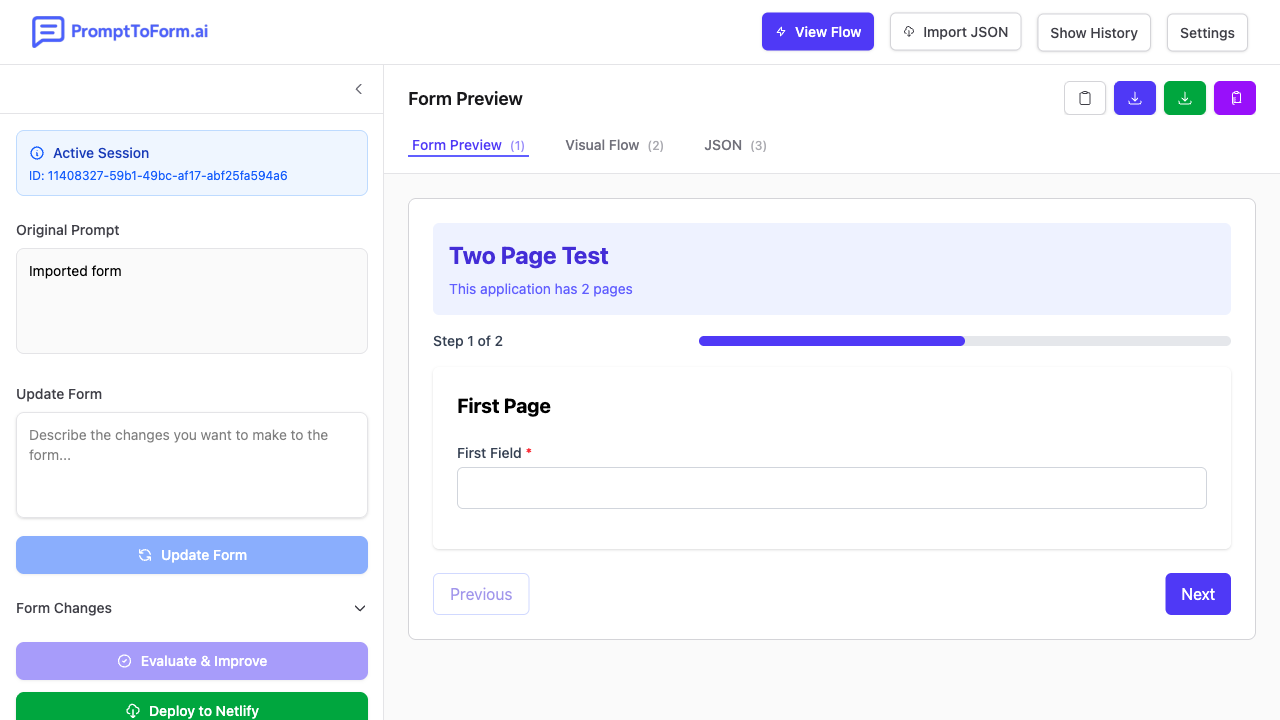 PromptToForm.ai
View Flow
Import JSON
Show History
Settings
Active Session
ID: 11408327-59b1-49bc-af17-abf25fa594a6
Original Prompt
Imported form
Update Form
Describe the changes you want to make to the
form...
Update Form
Form Changes
Evaluate & Improve
Deploy to Netlify
Form Preview
Form Preview (1)
Visual Flow (2)
JSON (3)
Two Page Test
This application has 2 pages
Step 1 of 2
First Page
First Field *
Previous
Next